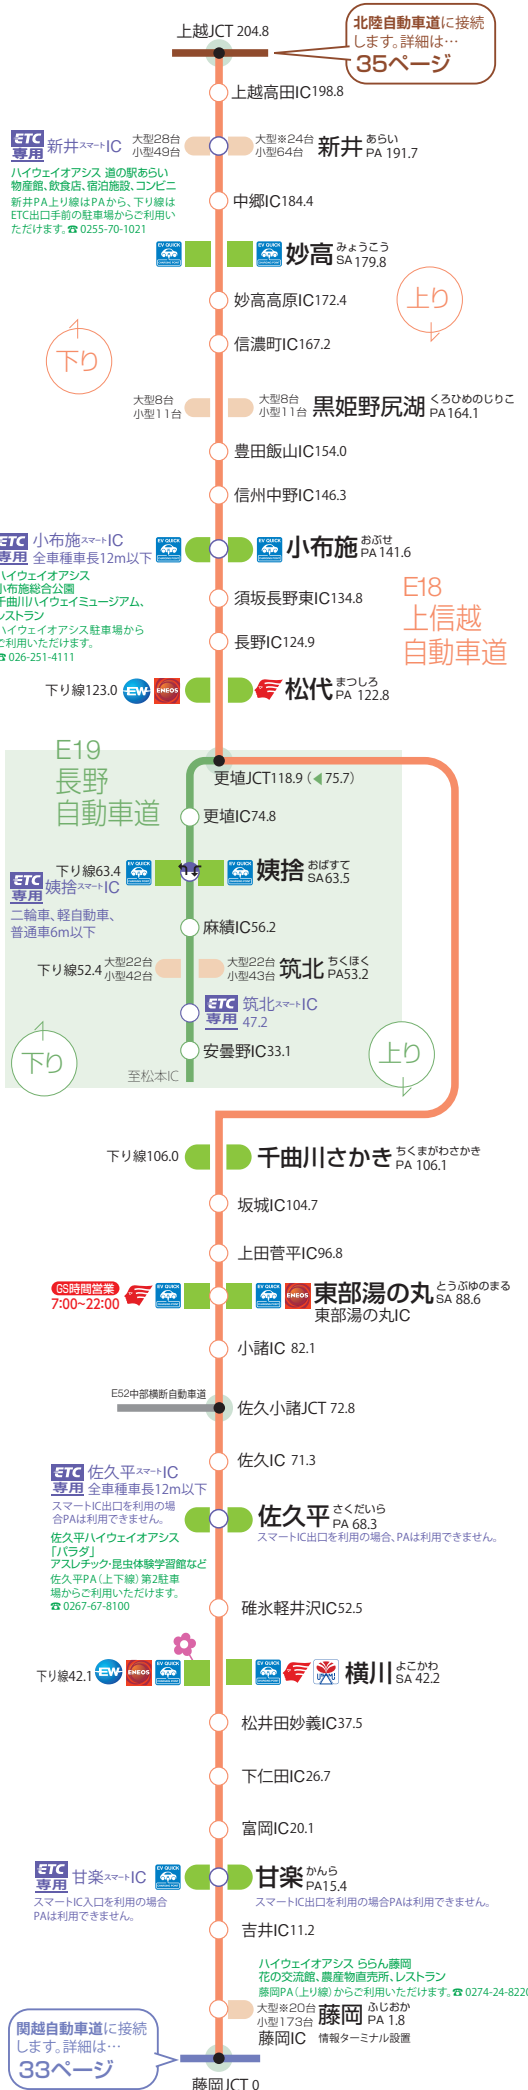 上越JCT 204.8
北陸自動車道に接続
します。詳細は…
35ページ
上越高田IC198.8
ETC
専用
新井スマートIC
大型28台
小型49台
大型※24台
小型64台
新井 あらい
PA 191.7
ハイウェイオアシス 道の駅あらい
物産館、飲食店、宿泊施設、コンビニ
新井PA上り線はPAから、下り線は
ETC出口手前の駐車場からご利用い
ただけます。☎ 0255-70-1021
中郷IC184.4
EV QUICK
EV QUICK
妙高 みょうこう
SA 179.8
妙高高原IC172.4
上り
信濃町IC167.2
下り
大型8台
小型11台
大型8台
小型11台
黒姫野尻湖 くろひめのじりこ
PA 164.1
豊田飯山IC154.0
信州中野IC146.3
ETC
専用
小布施スマートIC
全車種車長12m以下
EV QUICK
EV QUICK
小布施 おぶせ
PA 141.6
ハイウェイオアシス
小布施総合公園
千曲川ハイウェイミュージアム、
レストラン
ハイウェイオアシス駐車場から
ご利用いただけます。
☎ 026-251-4111
須坂長野東IC134.8
E18
上信越
自動車道
長野IC124.9
下り線123.0
EW
ENEOS
松代 まつしろ
PA 122.8
E19
長野
自動車道
更埴JCT118.9 (◀75.7)
更埴IC74.8
下り線63.4
EV QUICK
EV QUICK
姨捨 おばすて
SA63.5
ETC
専用
姨捨スマートIC
二輪車、軽自動車、
普通車6m以下
麻績IC56.2
下り線52.4
大型22台
小型42台
大型22台
小型43台
筑北 ちくほく
PA53.2
ETC
専用
筑北スマートIC
47.2
安曇野IC33.1
下り
上り
至松本IC
下り線106.0
千曲川さかき ちくまがわさかき
PA 106.1
坂城IC104.7
上田菅平IC96.8
GS時間営業
7:00~22:00
EV QUICK
EV QUICK
ENEOS
東部湯の丸 とうぶゆのまる
SA 88.6
東部湯の丸IC
小諸IC 82.1
E52中部横断自動車道
佐久小諸JCT 72.8
佐久IC 71.3
ETC
専用
佐久平スマートIC
全車種車長12m以下
スマートIC出口を利用の場
合PAは利用できません。
佐久平 さくだいら
PA 68.3
スマートIC出口を利用の場合、PAは利用できません。
佐久平ハイウェイオアシス
「パラダ」
アスレチック・昆虫体験学習館など
佐久平PA(上下線)第2駐車
場からご利用いただけます。
☎ 0267-67-8100
碓氷軽井沢IC52.5
下り線42.1
EW
ENEOS
EV QUICK
EV QUICK
横川 よこかわ
SA 42.2
松井田妙義IC37.5
下仁田IC26.7
富岡IC20.1
ETC
専用
甘楽スマートIC
EV QUICK
甘楽 かんら
PA15.4
スマートIC入口を利用の場合
PAは利用できません。
スマートIC出口を利用の場合PAは利用できません。
吉井IC11.2
ハイウェイオアシス ららん藤岡
花の交流館、農産物直売所、レストラン
藤岡PA(上り線)からご利用いただけます。☎ 0274-24-8220
大型※20台
小型173台
藤岡 ふじおか
PA 1.8
藤岡IC 情報ターミナル設置
関越自動車道に接続
します。詳細は…
33ページ
藤岡JCT 0